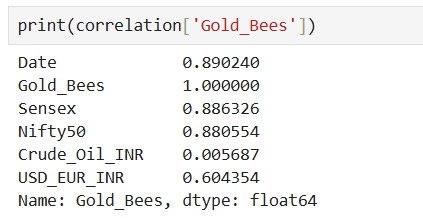 print(correlation['Gold_Bees'])
Date 0.890240
Gold_Bees 1.000000
Sensex 0.886326
Nifty50 0.880554
Crude_Oil_INR 0.005687
USD_EUR_INR 0.604354
Name: Gold_Bees, dtype: float64